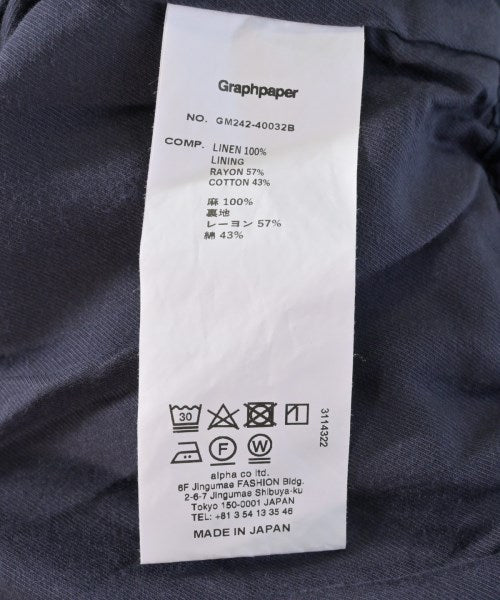 Graphpaper
NO. GM242-40032B
COMP. LINEN 100%
LINING
RAYON 57%
COTTON 43%
麻 100%
裏地
レーヨン 57%
綿 43%
30
F W
3114322
alpha co ltd.
6F Jingumae FASHION Bldg.
2-6-7 Jingumae Shibuya-ku
Tokyo 150-0001 JAPAN
TEL: +81 3 54 13 35 46
MADE IN JAPAN